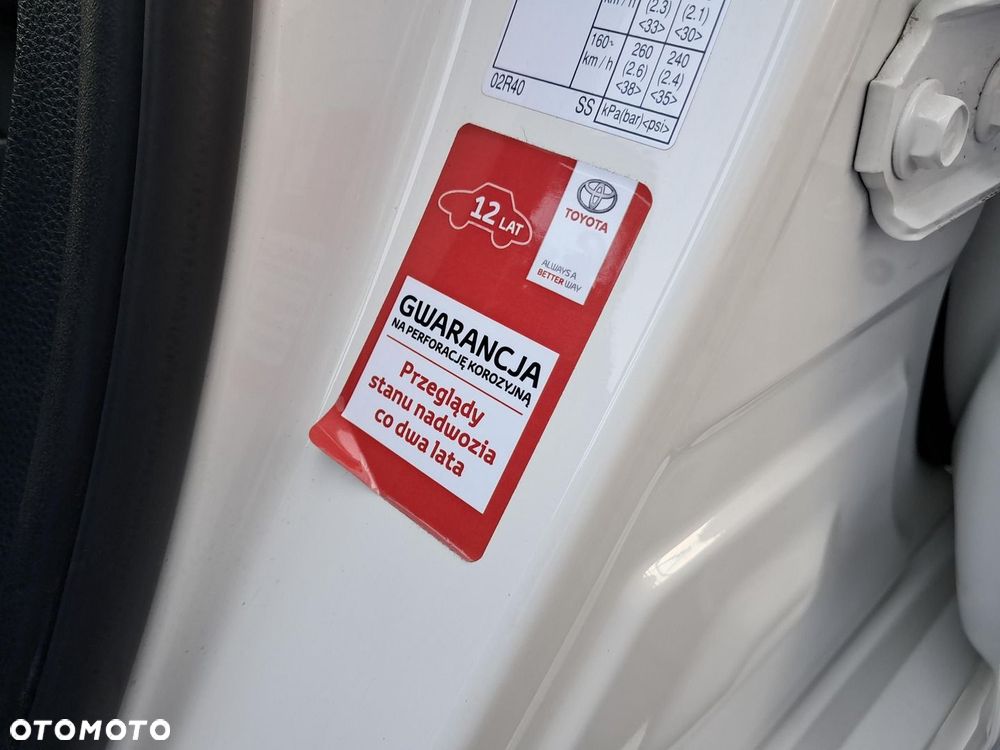 km/h (2.3) (2.1)
<33> <30>
160~ 260 240
km/h (2.6) (2.4)
<38> <35>
02R40 SS kPa(bar)<psi>
12 LAT
TOYOTA
ALWAYS A
BETTER WAY
GWARANCJA
NA PERFORACJĘ KOROZYJNĄ
Przeglądy
stanu nadwozia
co dwa lata
OTOMOTO